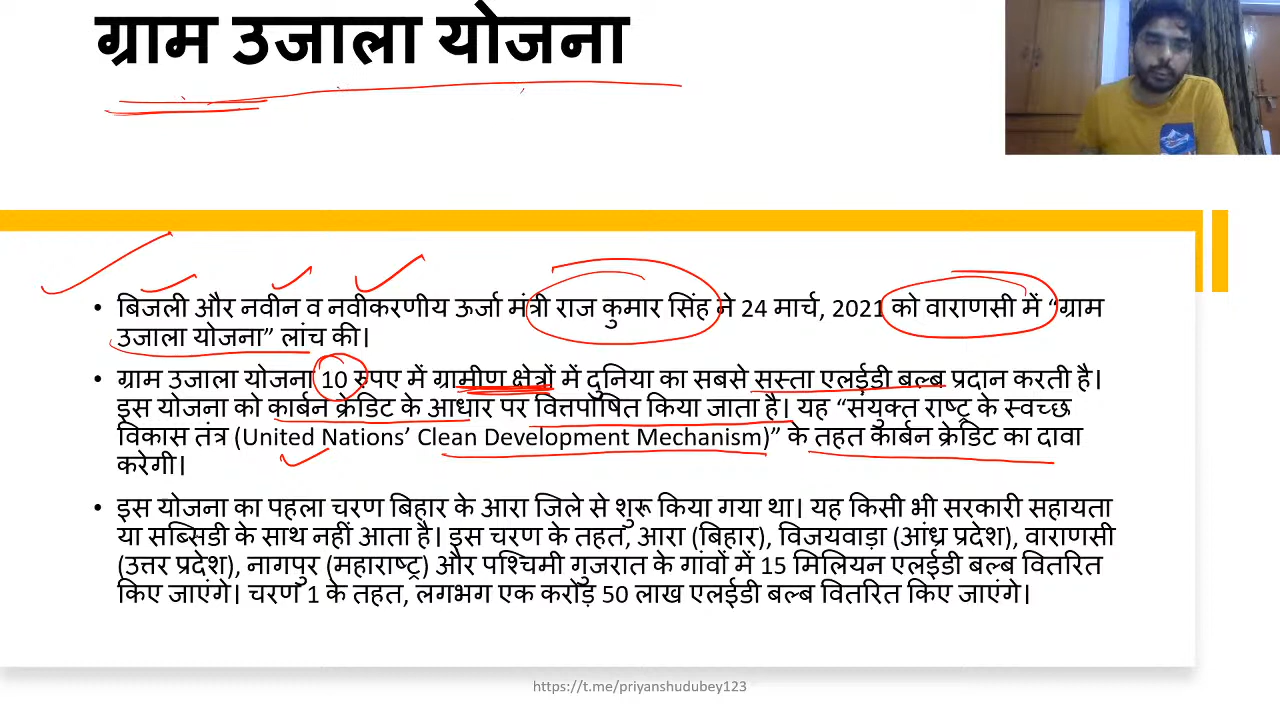 ग्राम उजाला योजना
• बिजली और नवीन व नवीकरणीय ऊर्जा मंत्री राज कुमार सिंह ने 24 मार्च, 2021 को वाराणसी में “ग्राम
उजाला योजना” लांच की।
• ग्राम उजाला योजना 10 रुपए में ग्रामीण क्षेत्रों में दुनिया का सबसे सस्ता एलईडी बल्ब प्रदान करती है।
इस योजना को कार्बन क्रेडिट के आधार पर वित्तपोषित किया जाता है। यह “संयुक्त राष्ट्र के स्वच्छ
विकास तंत्र (United Nations’ Clean Development Mechanism)” के तहत कार्बन क्रेडिट का दावा
करेगी।
• इस योजना का पहला चरण बिहार के आरा जिले से शुरू किया गया था। यह किसी भी सरकारी सहायता
या सब्सिडी के साथ नहीं आता है। इस चरण के तहत, आरा (बिहार), विजयवाड़ा (आंध्र प्रदेश), वाराणसी
(उत्तर प्रदेश), नागपुर (महाराष्ट्र) और पश्चिमी गुजरात के गांवों में 15 मिलियन एलईडी बल्ब वितरित
किए जाएंगे। चरण 1 के तहत, लगभग एक करोड़ 50 लाख एलईडी बल्ब वितरित किए जाएंगे।
https://t.me/priyanshudubey123